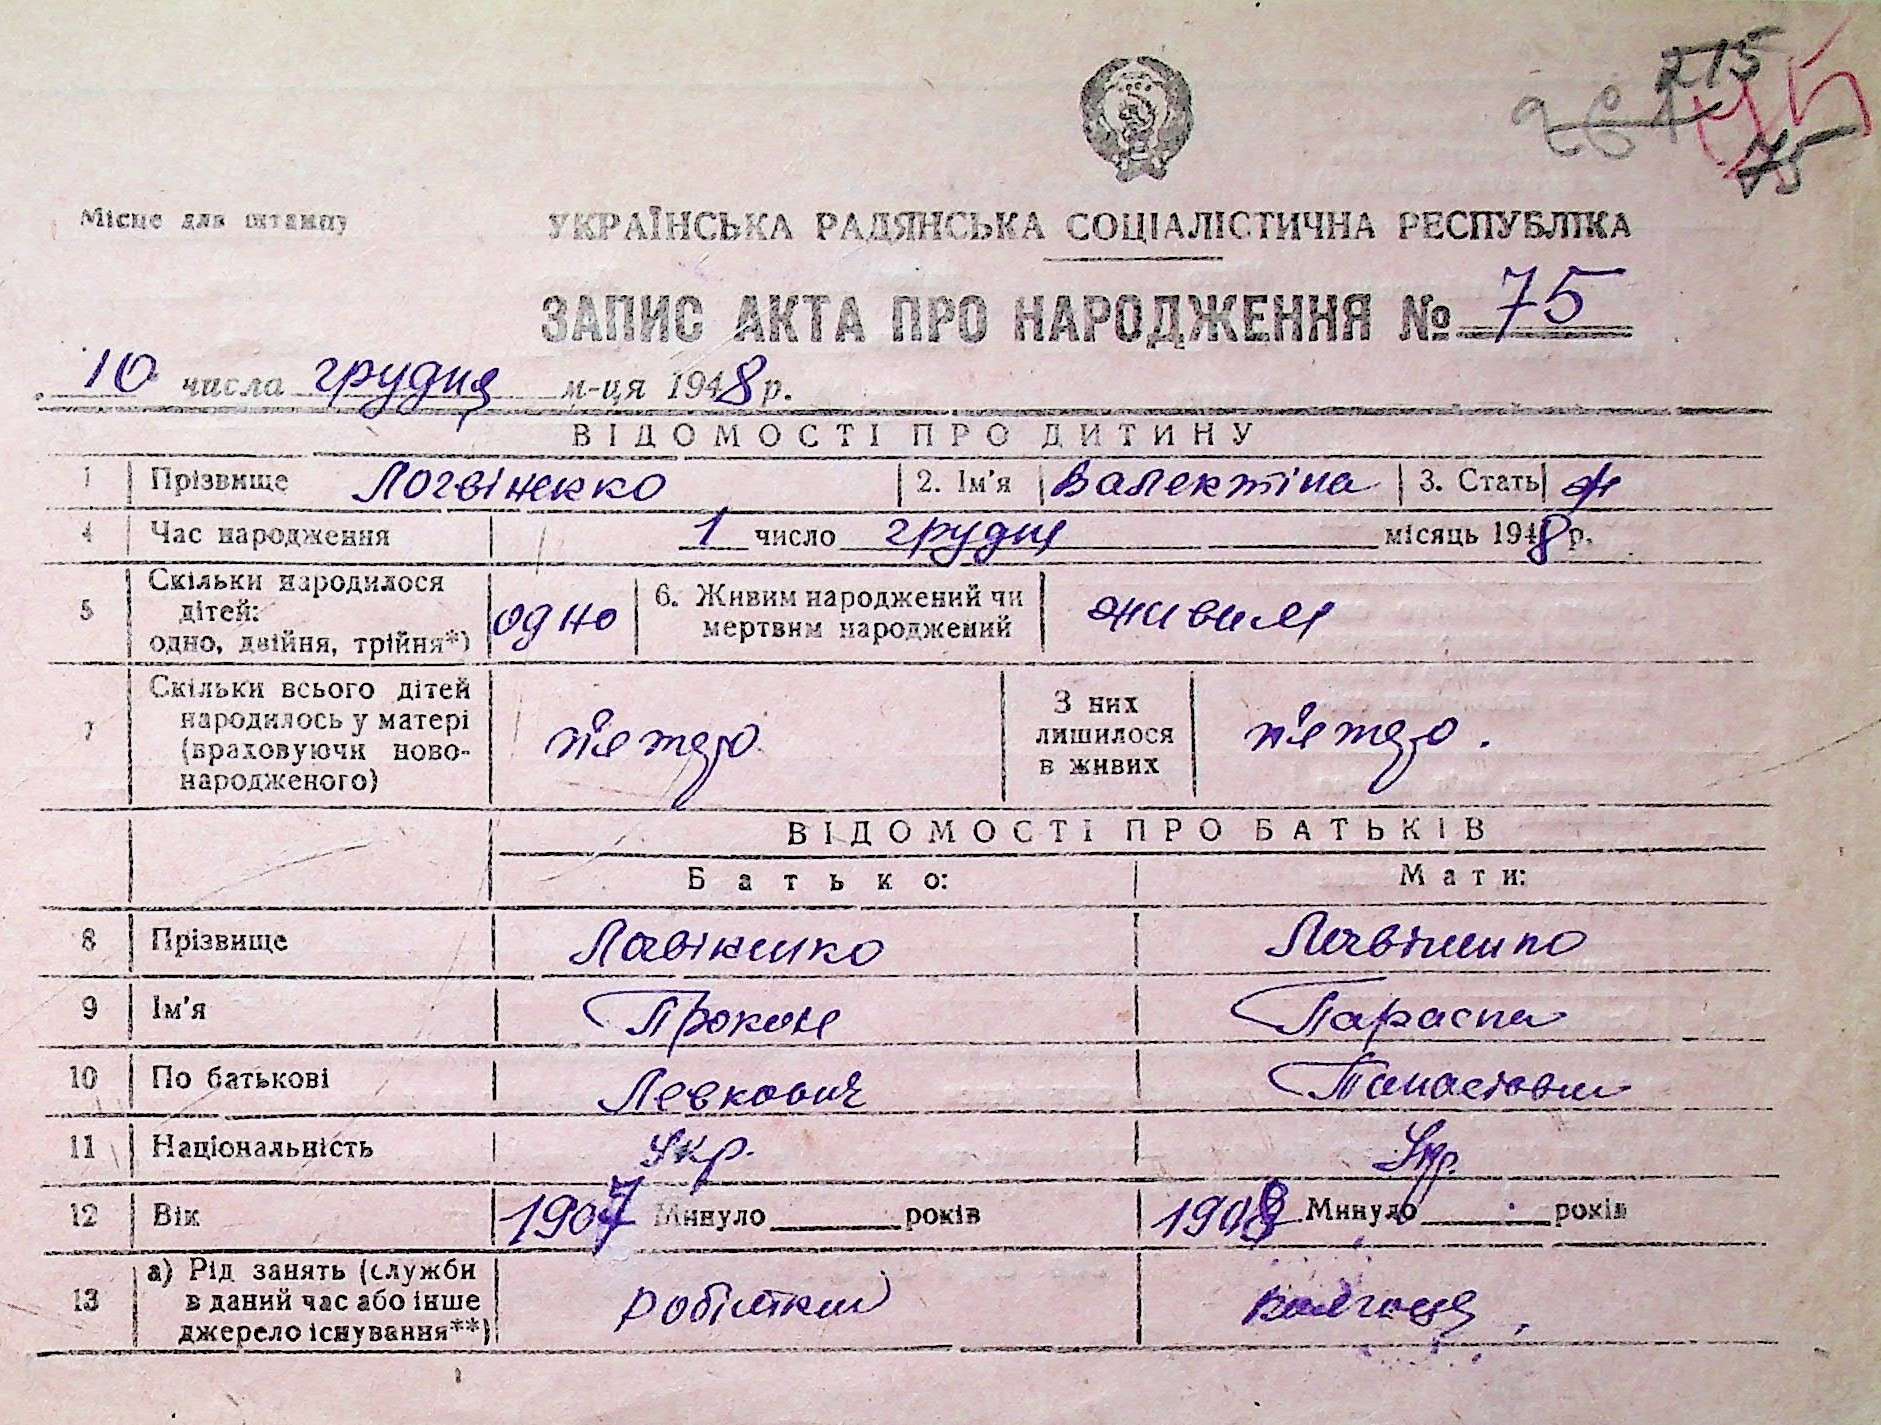 215
261 45
75
Місце для штампу
УКРАЇНСЬКА РАДЯНСЬКА СОЦІАЛІСТИЧНА РЕСПУБЛІКА
ЗАПИС АКТА ПРО НАРОДЖЕННЯ № 75
10 числа грудня м-ця 1948 р.
ВІДОМОСТІ ПРО ДИТИНУ
1 Прізвище Логвіненко 2. Ім'я Валентіна 3. Стать ж
4 Час народження 1 число грудня місяць 1948 р.
5 Скільки народилося дітей: одно, двійня, трійня*) одно 6. Живим народжений чи мертвим народжений живим
7 Скільки всього дітей народилось у матері (враховуючи новонародженого) п'ятеро З них лишилося в живих п'ятеро.
ВІДОМОСТІ ПРО БАТЬКІВ
Батько: Мати:
8 Прізвище
9 Ім'я Прокоп Параска
10 По батькові Левкович Панасівна
11 Національність Укр. Укр.
12 Вік 1907 Минуло років 1908 Минуло років
13 а) Рід занять (служби в даний час або інше джерело існування**) робітник